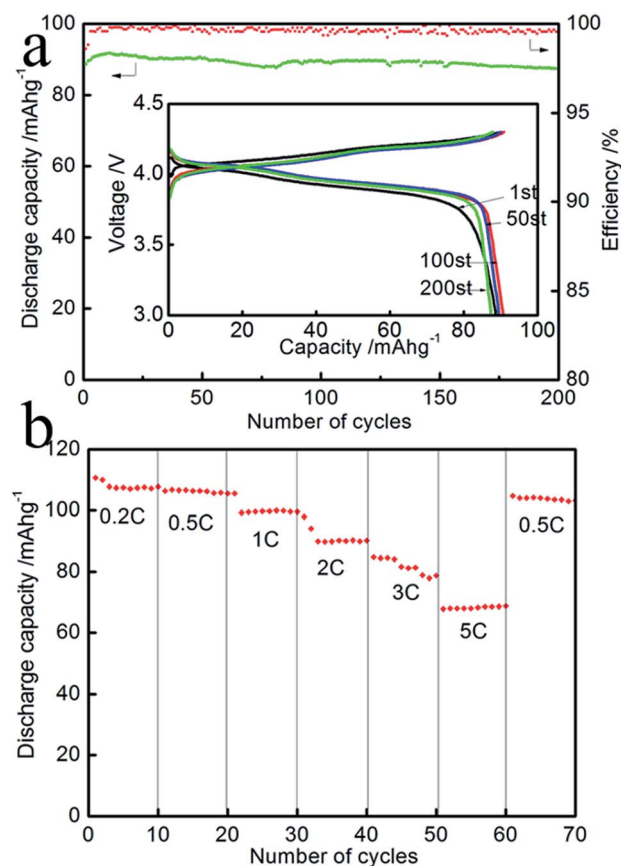 a
100
80
60
40
20
0
Discharge capacity /mAhg⁻¹
100
95
90
85
80
Efficiency /%
4.5
4.0
3.5
3.0
Voltage /V
1st
50st
100st
200st
0 20 40 60 80 100
Capacity /mAhg⁻¹
0 50 100 150 200
Number of cycles
b
120
100
80
60
40
20
0
Discharge capacity /mAhg⁻¹
0.2C 0.5C 1C 2C 3C 5C 0.5C
0 10 20 30 40 50 60 70
Number of cycles